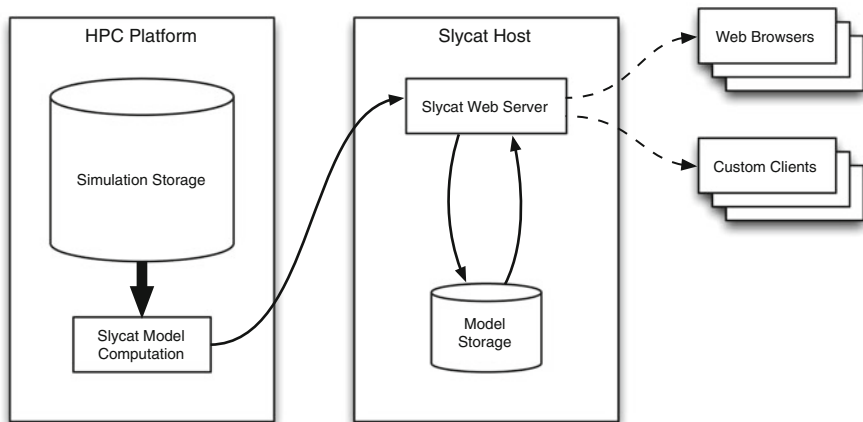 HPC Platform
Simulation Storage
Slycat Model
Computation
Slycat Host
Slycat Web Server
Model
Storage
Web Browsers
Custom Clients